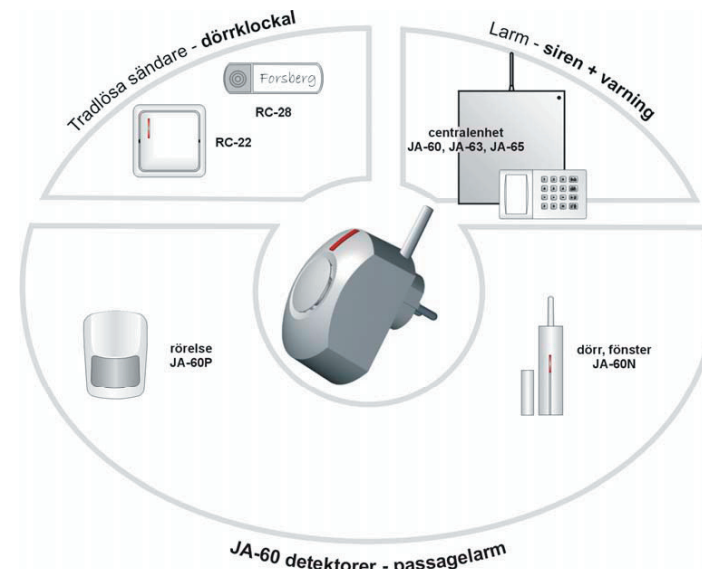 Tradlösa sändare - dörrklockal
Forsberg
RC-28
RC-22
Larm - siren + varning
centralenhet
JA-60, JA-63, JA-65
rörelse
JA-60P
dörr, fönster
JA-60N
JA-60 detektorer - passagelarm